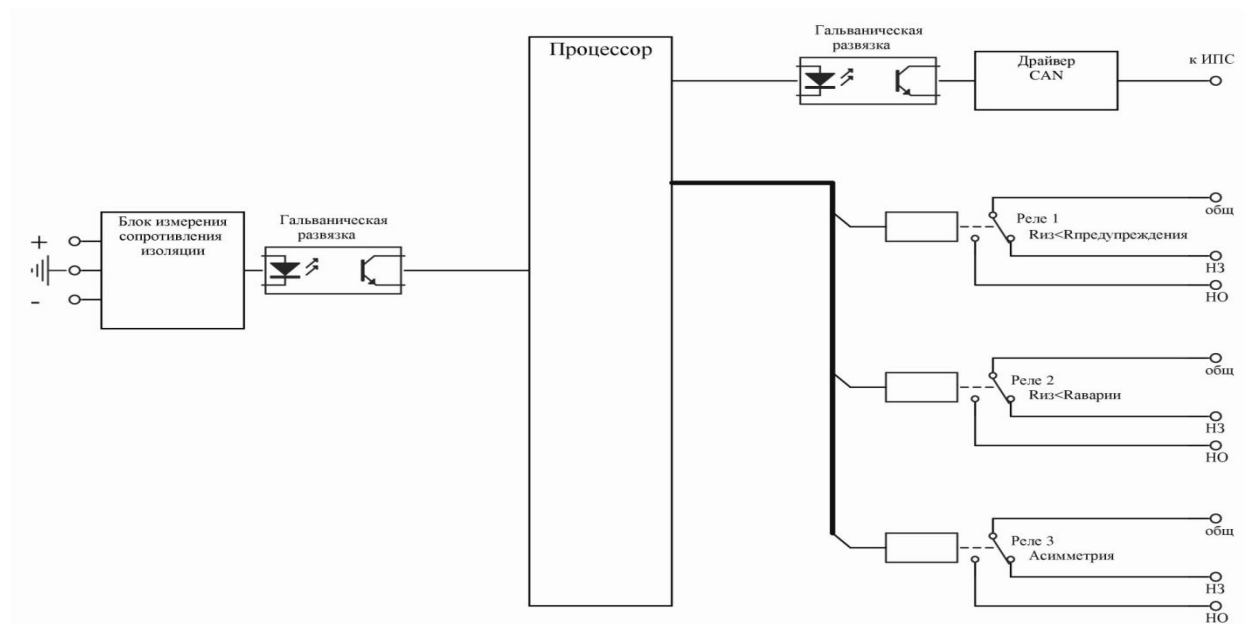 Процессор
Гальваническая
развязка
Драйвер
CAN
к ИПС
Блок измерения
сопротивления
изоляции
+
-
Гальваническая
развязка
Реле 1
Rиз<Rпредупреждения
общ
НЗ
НО
Реле 2
Rиз<Rаварии
общ
НЗ
НО
Реле 3
Асимметрия
общ
НЗ
НО